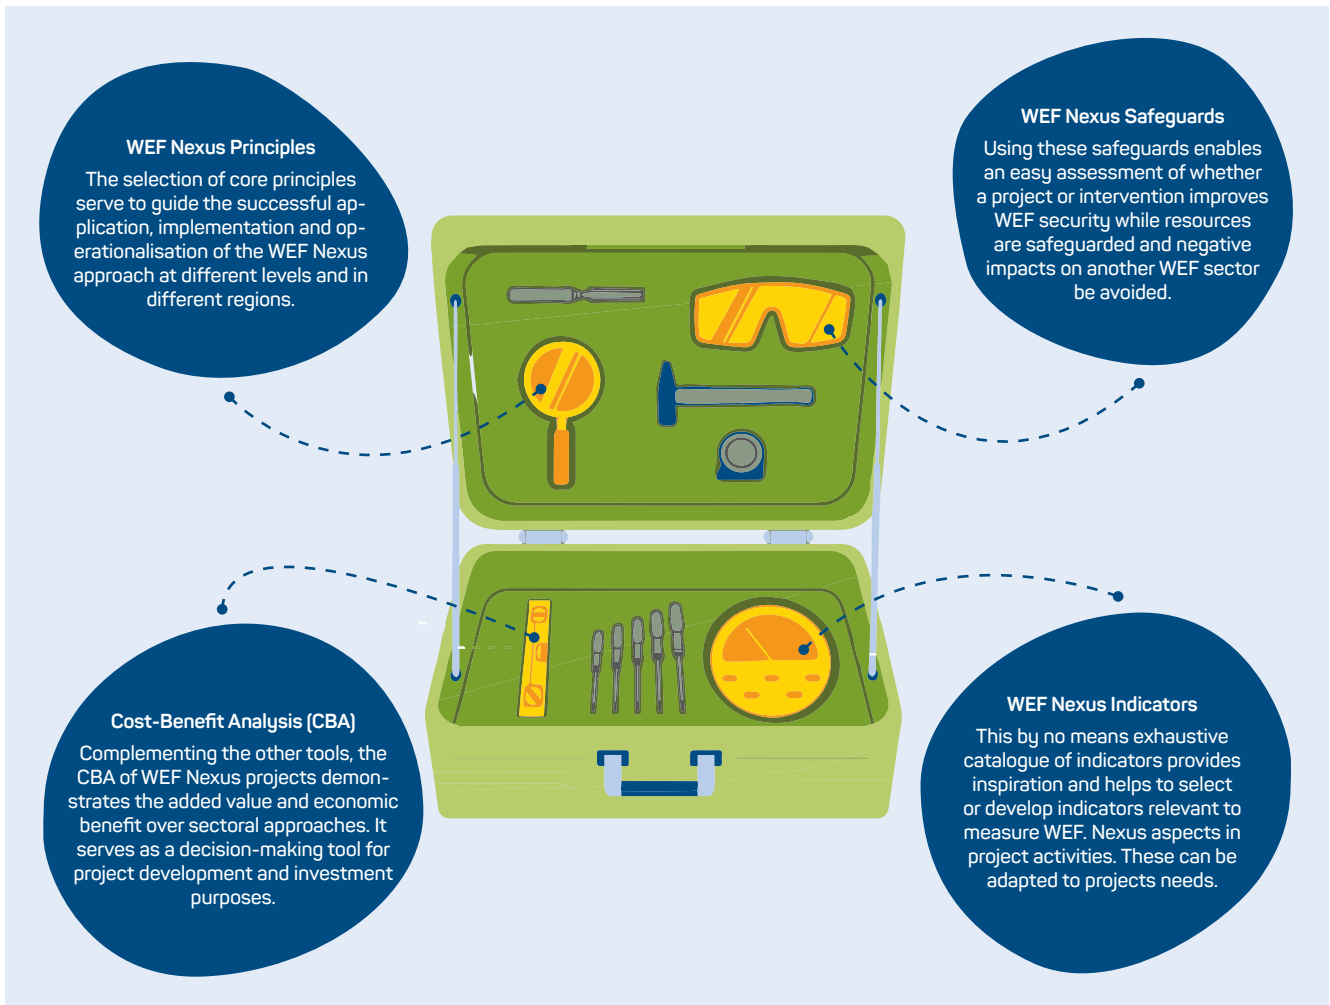 WEF Nexus Principles
The selection of core principles
serve to guide the successful ap-
plication, implementation and op-
erationalisation of the WEF Nexus
approach at different levels and in
different regions.
WEF Nexus Safeguards
Using these safeguards enables
an easy assessment of whether
a project or intervention improves
WEF security while resources
are safeguarded and negative
impacts on another WEF sector
be avoided.
Cost-Benefit Analysis (CBA)
Complementing the other tools, the
CBA of WEF Nexus projects demon-
strates the added value and economic
benefit over sectoral approaches. It
serves as a decision-making tool for
project development and investment
purposes.
WEF Nexus Indicators
This by no means exhaustive
catalogue of indicators provides
inspiration and helps to select
or develop indicators relevant to
measure WEF. Nexus aspects in
project activities. These can be
adapted to projects needs.